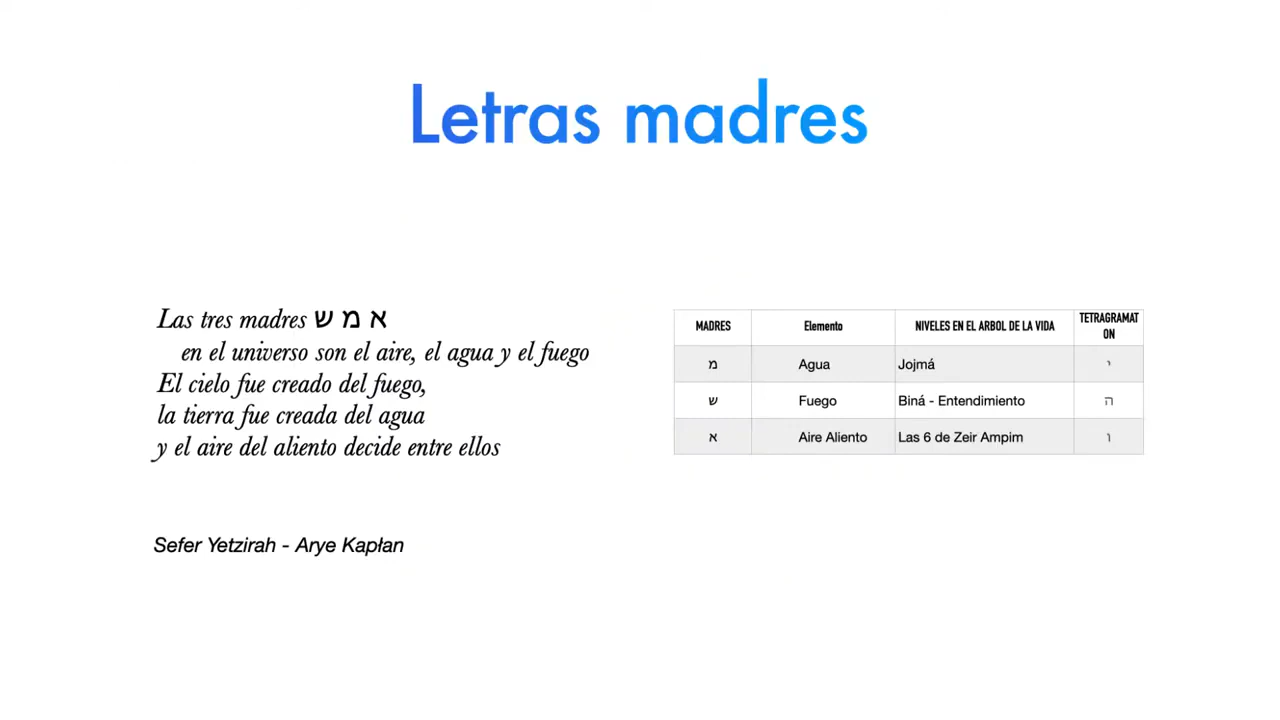 Letras madres
Las tres madres א מ ש
en el universo son el aire, el agua y el fuego
El cielo fue creado del fuego,
la tierra fue creada del agua
y el aire del aliento decide entre ellos
Sefer Yetzirah - Arye Kapłan
MADRES Elemento NIVELES EN EL ARBOL DE LA VIDA TETRAGRAMAT
ON
מ Agua Jojmá י
ש Fuego Biná - Entendimiento ה
א Aire Aliento Las 6 de Zeir Ampim ו